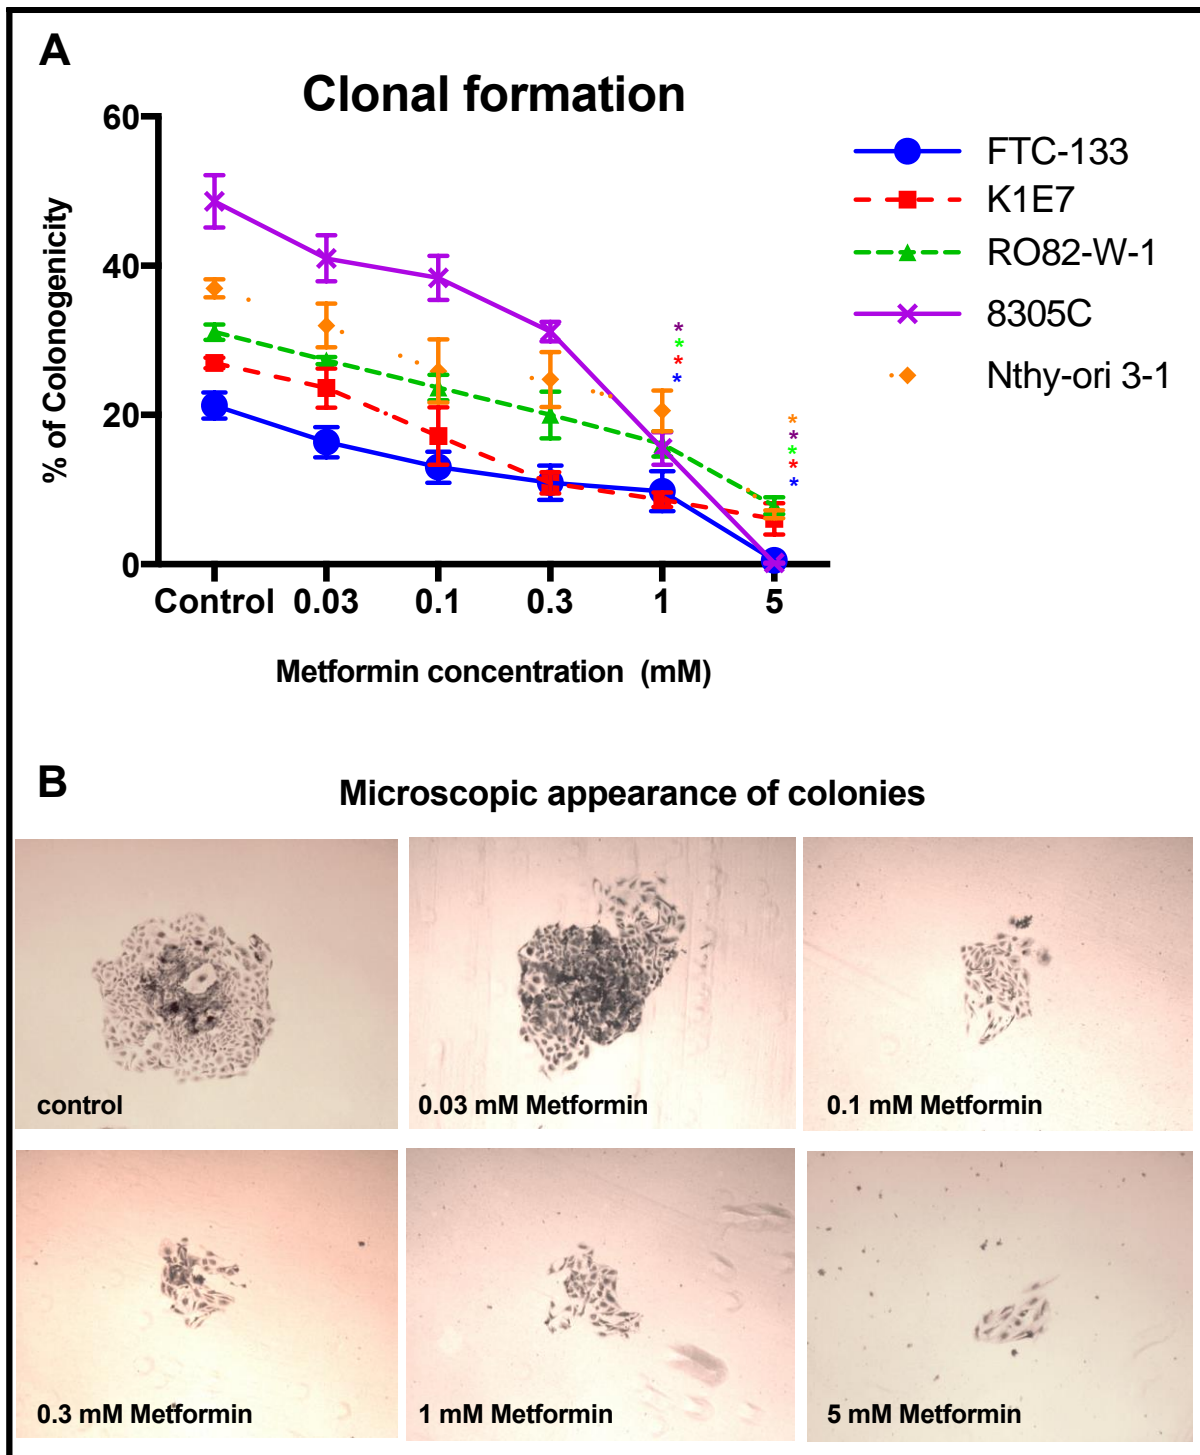 A
Clonal formation
% of Colonogenicity
60
40
20
0
Control 0.03 0.1 0.3 1 5
Metformin concentration (mM)
* * * *
* * * * *
FTC-133
K1E7
RO82-W-1
8305C
Nthy-ori 3-1
B
Microscopic appearance of colonies
control
0.03 mM Metformin
0.1 mM Metformin
0.3 mM Metformin
1 mM Metformin
5 mM Metformin